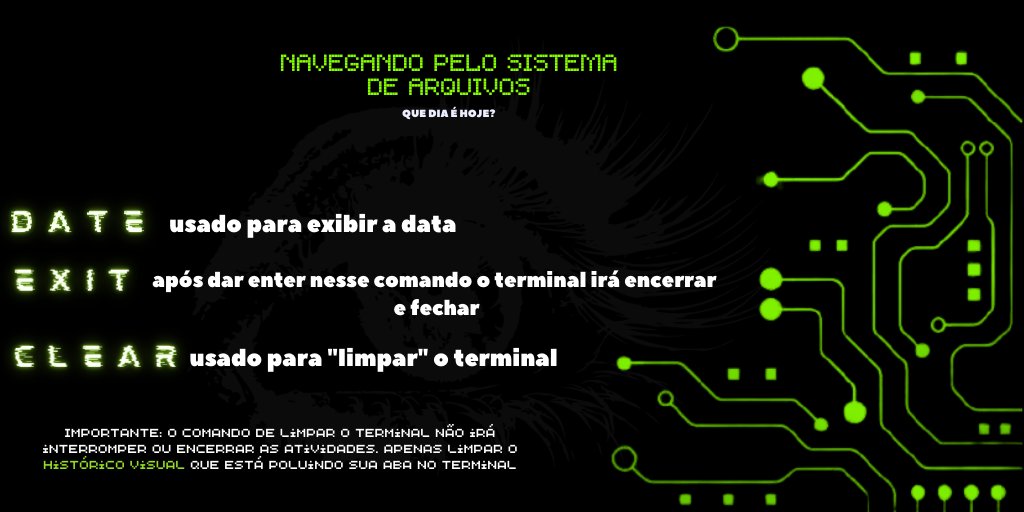 NAVEGANDO PELO SISTEMA
DE ARQUIVOS
QUE DIA É HOJE?
DATE usado para exibir a data
EXIT após dar enter nesse comando o terminal irá encerrar
e fechar
CLEAR usado para "limpar" o terminal
IMPORTANTE: O COMANDO DE LIMPAR O TERMINAL NÃO IRÁ
INTERROMPER OU ENCERRAR AS ATIVIDADES. APENAS LIMPAR O
HISTÓRICO VISUAL QUE ESTÁ POLUINDO SUA ABA NO TERMINAL